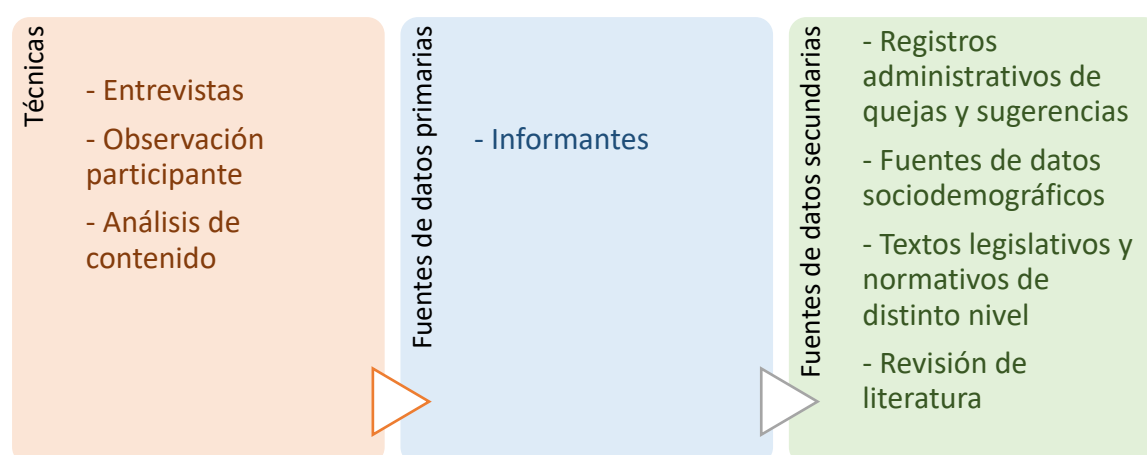 Técnicas
- Entrevistas
- Observación
participante
- Análisis de
contenido
Fuentes de datos primarias
- Informantes
Fuentes de datos secundarias
- Registros
administrativos de
quejas y sugerencias
- Fuentes de datos
sociodemográficos
- Textos legislativos y
normativos de
distinto nivel
- Revisión de
literatura